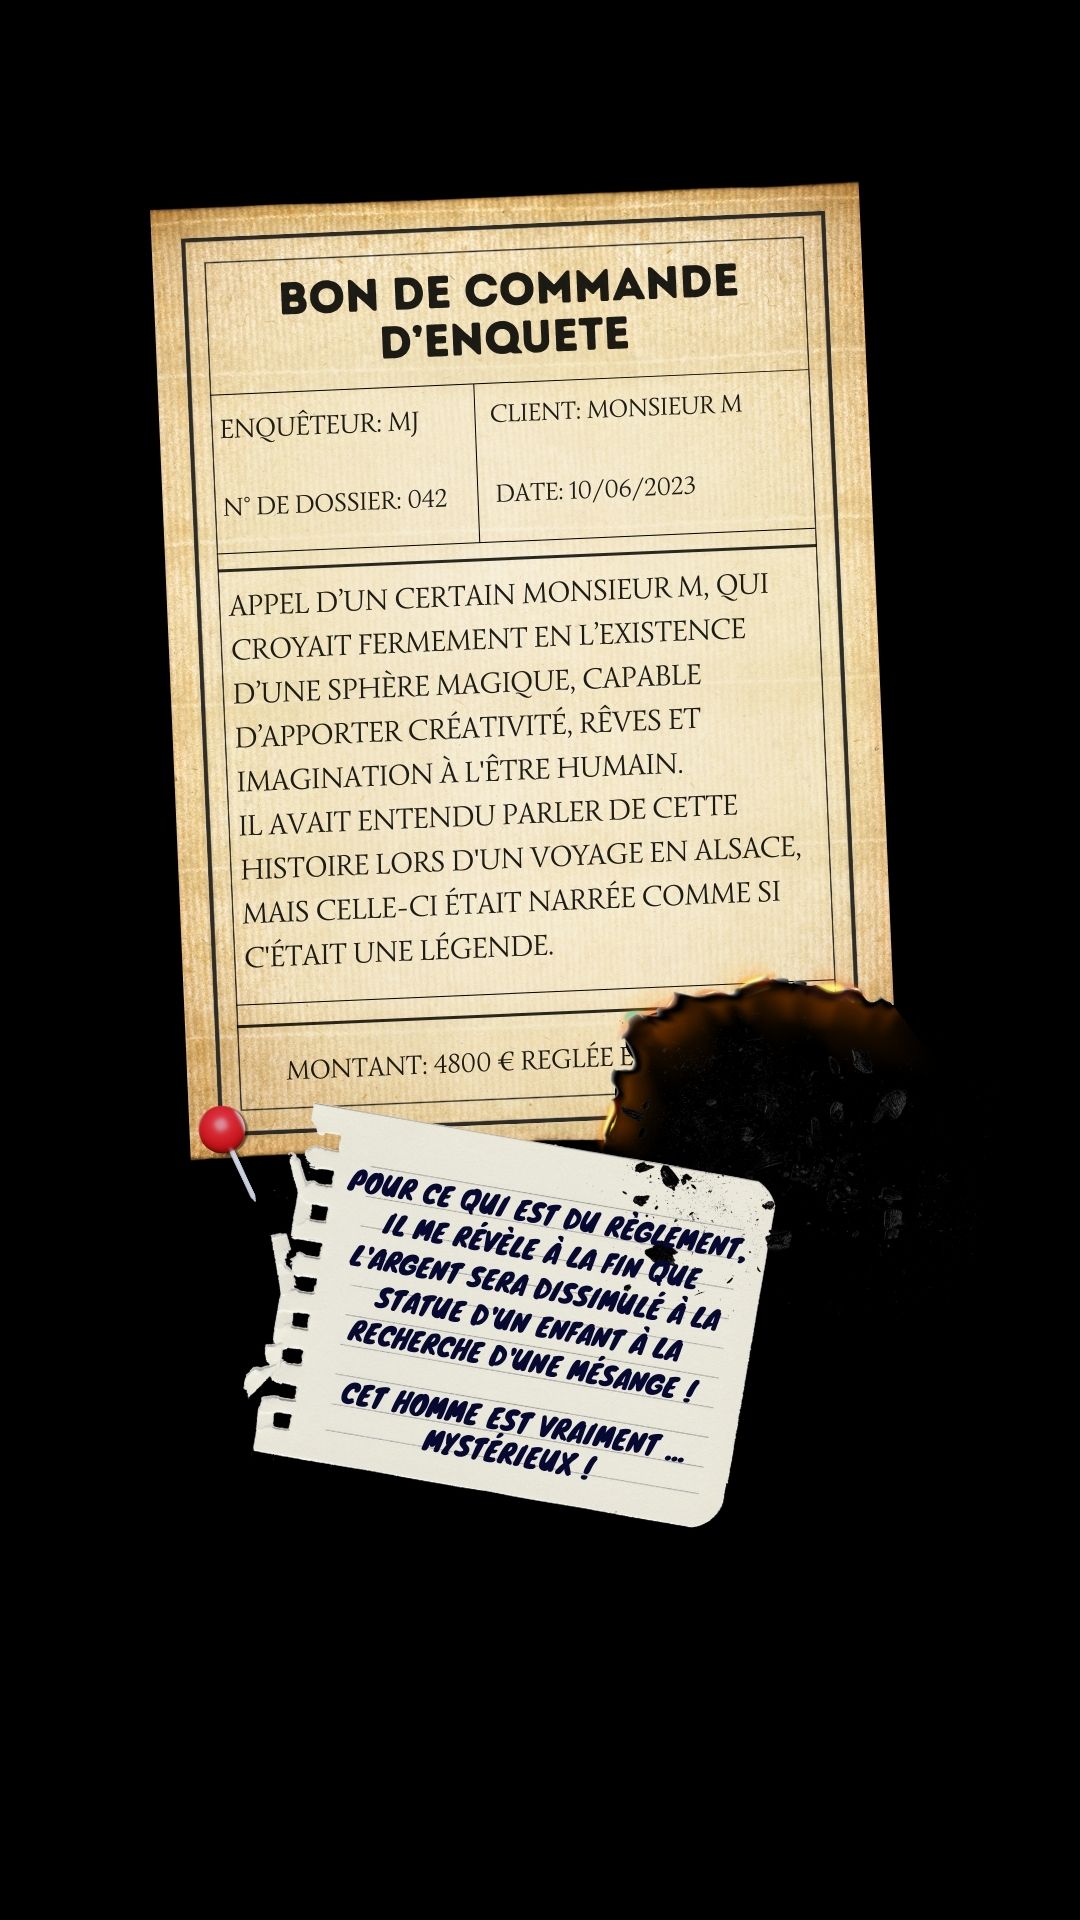 BON DE COMMANDE
D'ENQUETE
ENQUÊTEUR: MJ
CLIENT: MONSIEUR M
N° DE DOSSIER: 042
DATE: 10/06/2023
APPEL D'UN CERTAIN MONSIEUR M, QUI
CROYAIT FERMEMENT EN L'EXISTENCE
D'UNE SPHÈRE MAGIQUE, CAPABLE
D'APPORTER CRÉATIVITÉ, RÊVES ET
IMAGINATION À L'ÊTRE HUMAIN.
IL AVAIT ENTENDU PARLER DE CETTE
HISTOIRE LORS D'UN VOYAGE EN ALSACE,
MAIS CELLE-CI ÉTAIT NARRÉE COMME SI
C'ÉTAIT UNE LÉGENDE.
MONTANT: 4800 € REGLÉE
POUR CE QUI EST DU RÈGLEMENT,
IL ME RÉVÈLE À LA FIN QUE
L'ARGENT SERA DISSIMULÉ À LA
STATUE D'UN ENFANT À LA
RECHERCHE D'UNE MÉSANGE !
CET HOMME EST VRAIMENT ...
MYSTÉRIEUX !